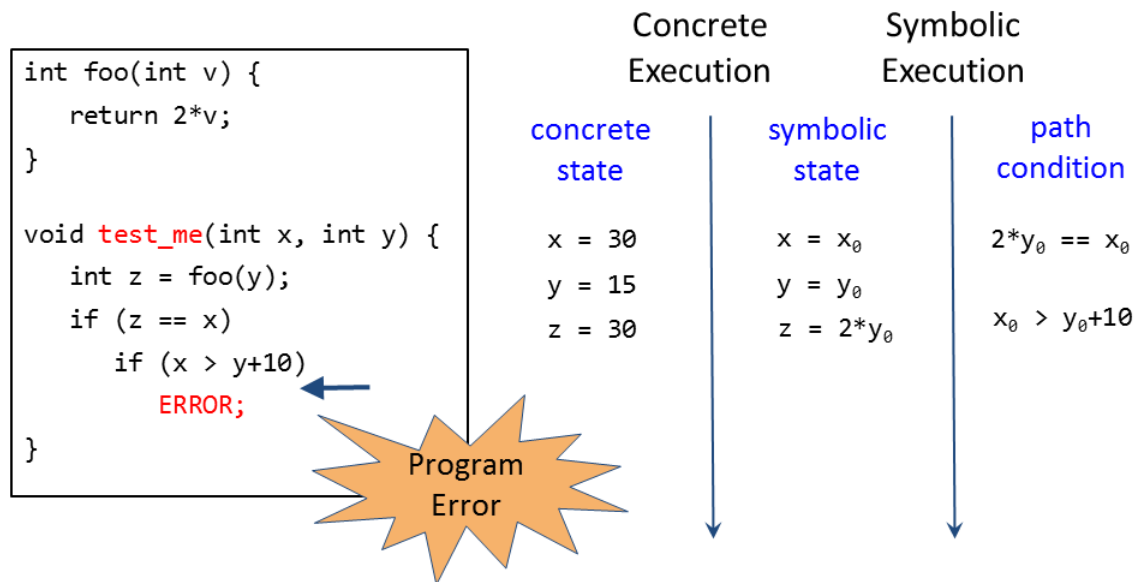 int foo(int v) {
return 2*v;
}
void test_me(int x, int y) {
int z = foo(y);
if (z == x)
if (x > y+10)
ERROR;
}
Program
Error
Concrete
Execution
Symbolic
Execution
concrete
state
symbolic
state
path
condition
x = 30
y = 15
z = 30
x = x₀
y = y₀
z = 2*y₀
2*y₀ == x₀
x₀ > y₀+10